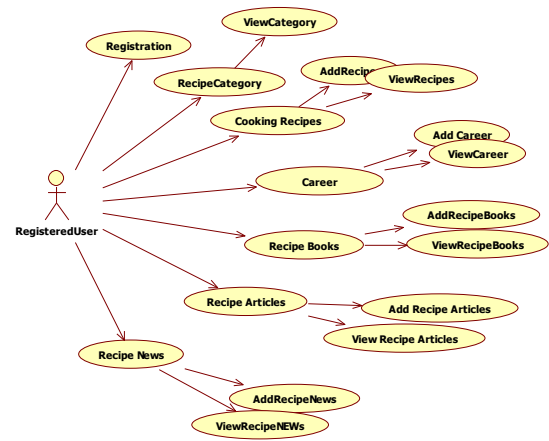 ViewCategory
Registration
AddRecipes
ViewRecipes
RecipeCategory
Cooking Recipes
Add Career
ViewCareer
Career
RegisteredUser
AddRecipeBooks
Recipe Books
ViewRecipeBooks
Recipe Articles
Add Recipe Articles
View Recipe Articles
Recipe News
AddRecipeNews
ViewRecipeNEWs